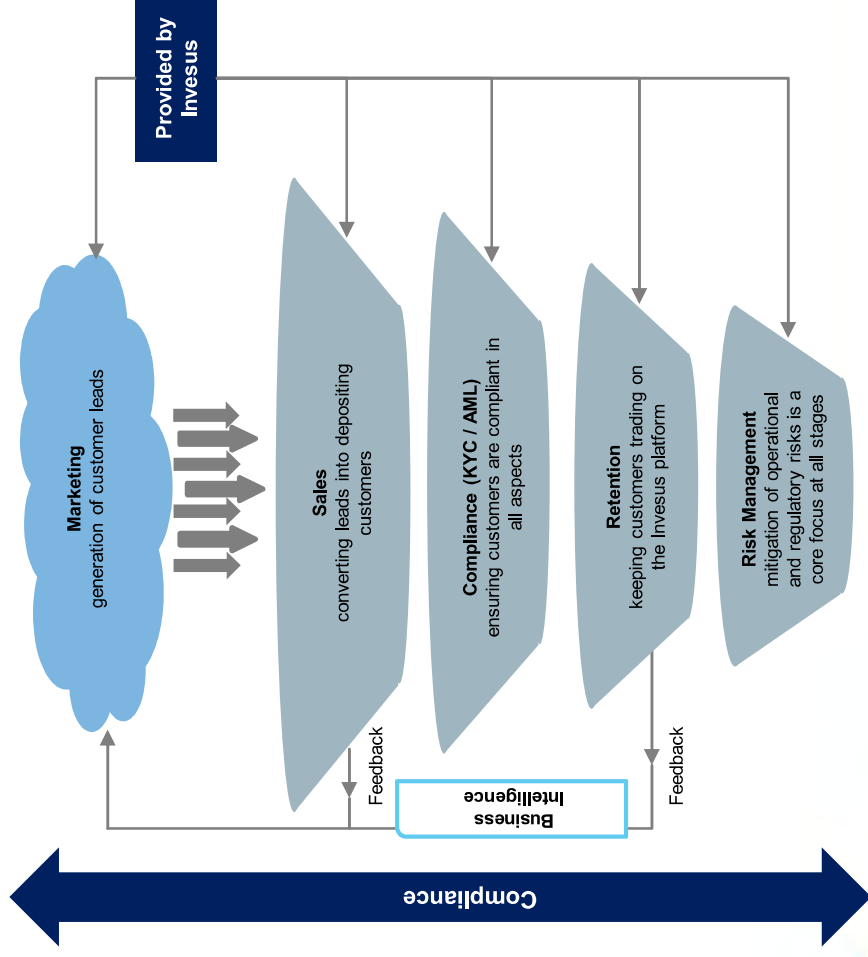 Provided by
Invesus
Marketing
generation of customer leads
Sales
converting leads into depositing
customers
Compliance (KYC / AML)
ensuring customers are compliant in
all aspects
Retention
keeping customers trading on
the Invesus platform
Risk Management
mitigation of operational
and regulatory risks is a
core focus at all stages
Feedback
Feedback
Business
Intelligence
Compliance